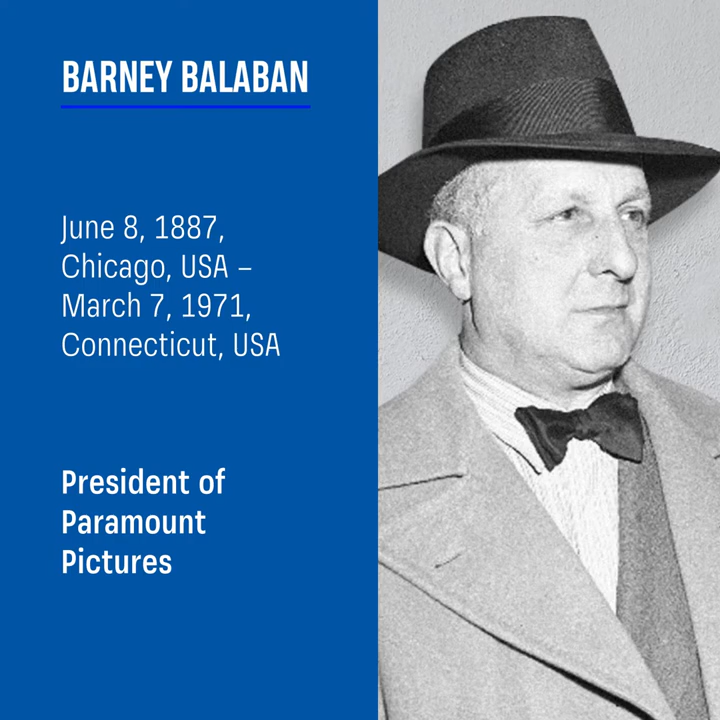 BARNEY BALABAN
June 8, 1887,
Chicago, USA –
March 7, 1971,
Connecticut, USA
President of
Paramount
Pictures